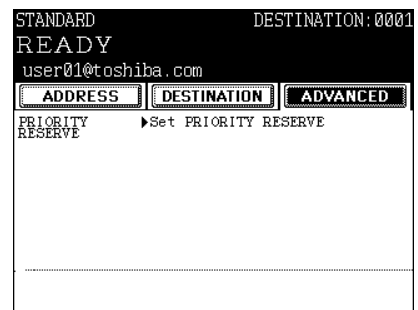 STANDARD DESTINATION:0001
READY
user01@toshiba.com
ADDRESS DESTINATION ADVANCED
PRIORITY ▶Set PRIORITY RESERVE
RESERVE